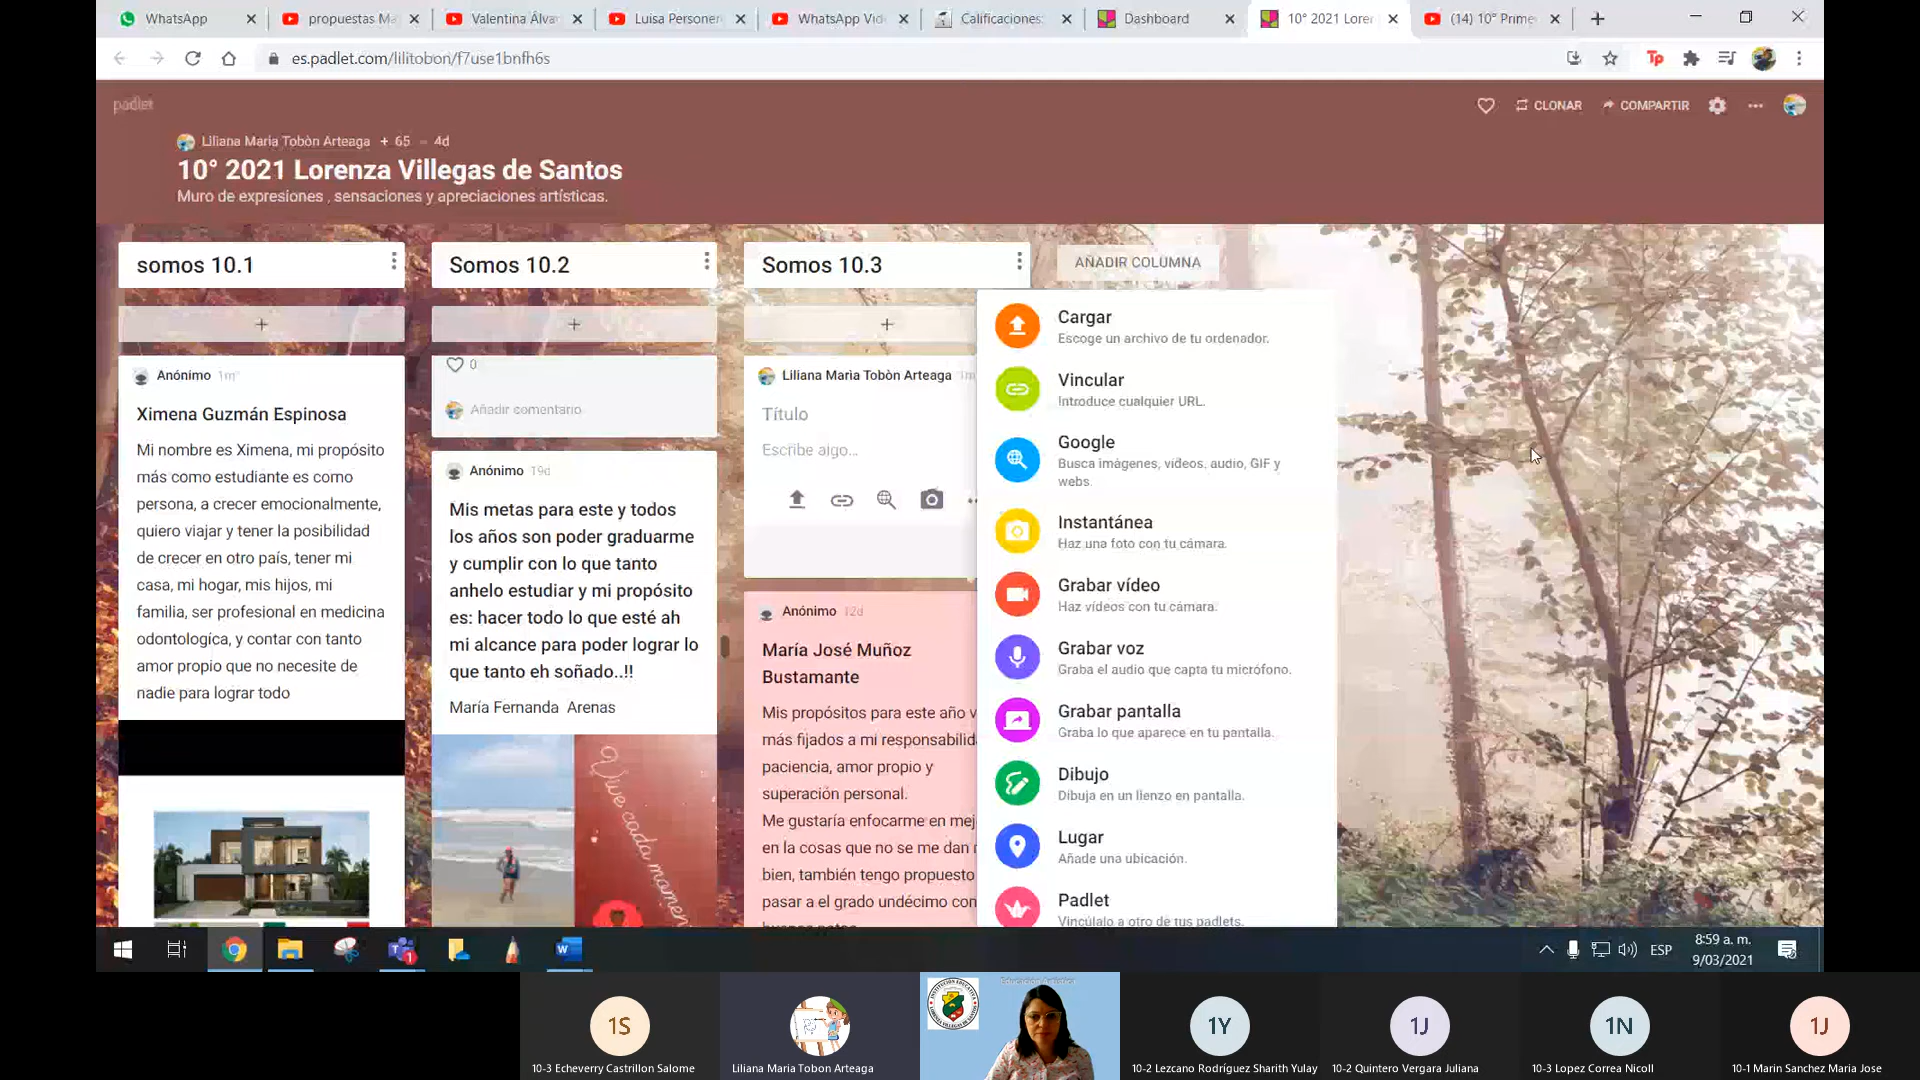 WhatsApp
propuestas Ma
Valentina Álva
Luisa Personer
WhatsApp Vid
Calificaciones:
Dashboard
10° 2021 Loren
(14) 10° Prime
es.padlet.com/lilitobon/f7use1bnfh6s
padlet
CLONAR
COMPARTIR
Liliana Marìa Tobòn Arteaga + 65 – 4d
10° 2021 Lorenza Villegas de Santos
Muro de expresiones , sensaciones y apreciaciones artísticas.
somos 10.1
Anónimo 1m
Ximena Guzmán Espinosa
Mi nombre es Ximena, mi propósito
más como estudiante es como
persona, a crecer emocionalmente,
quiero viajar y tener la posibilidad
de crecer en otro país, tener mi
casa, mi hogar, mis hijos, mi
familia, ser profesional en medicina
odontologíca, y contar con tanto
amor propio que no necesite de
nadie para lograr todo
Somos 10.2
0
Añadir comentario
Anónimo 19d
Mis metas para este y todos
los años son poder graduarme
y cumplir con lo que tanto
anhelo estudiar y mi propósito
es: hacer todo lo que esté ah
mi alcance para poder lograr lo
que tanto eh soñado..!!
María Fernanda Arenas
Vive cada momen
Somos 10.3
Liliana Marìa Tobòn Arteaga 1m
Título
Escribe algo...
Anónimo 12d
María José Muñoz
Bustamante
Mis propósitos para este año v
más fijados a mi responsabilida
paciencia, amor propio y
superación personal.
Me gustaría enfocarme en mej
en la cosas que no se me dan
bien, también tengo propuesto
pasar a el grado undécimo con
AÑADIR COLUMNA
Cargar
Escoge un archivo de tu ordenador.
Vincular
Introduce cualquier URL.
Google
Busca imágenes, vídeos, audio, GIF y
webs.
Instantánea
Haz una foto con tu cámara.
Grabar vídeo
Haz vídeos con tu cámara.
Grabar voz
Graba el audio que capta tu micrófono.
Grabar pantalla
Graba lo que aparece en tu pantalla.
Dibujo
Dibuja en un lienzo en pantalla.
Lugar
Añade una ubicación.
Padlet
Vincúlalo a otro de tus padlets.
ESP
8:59 a. m.
9/03/2021
1S
10-3 Echeverry Castrillon Salome
Liliana Maria Tobon Arteaga
1Y
10-2 Lezcano Rodríguez Sharith Yulay
1J
10-2 Quintero Vergara Juliana
1N
10-3 Lopez Correa Nicoll
1J
10-1 Marin Sanchez Maria Jose